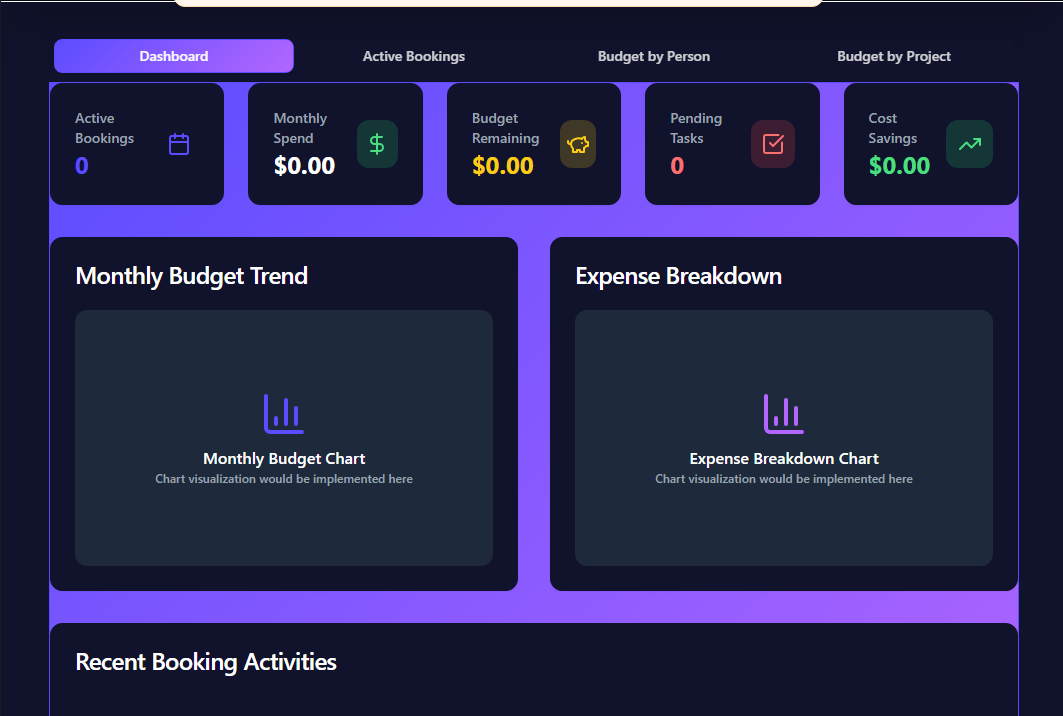 Dashboard
Active Bookings
Budget by Person
Budget by Project
Active
Bookings
0
Monthly
Spend
$0.00
Budget
Remaining
$0.00
Pending
Tasks
0
Cost
Savings
$0.00
Monthly Budget Trend
Monthly Budget Chart
Chart visualization would be implemented here
Expense Breakdown
Expense Breakdown Chart
Chart visualization would be implemented here
Recent Booking Activities